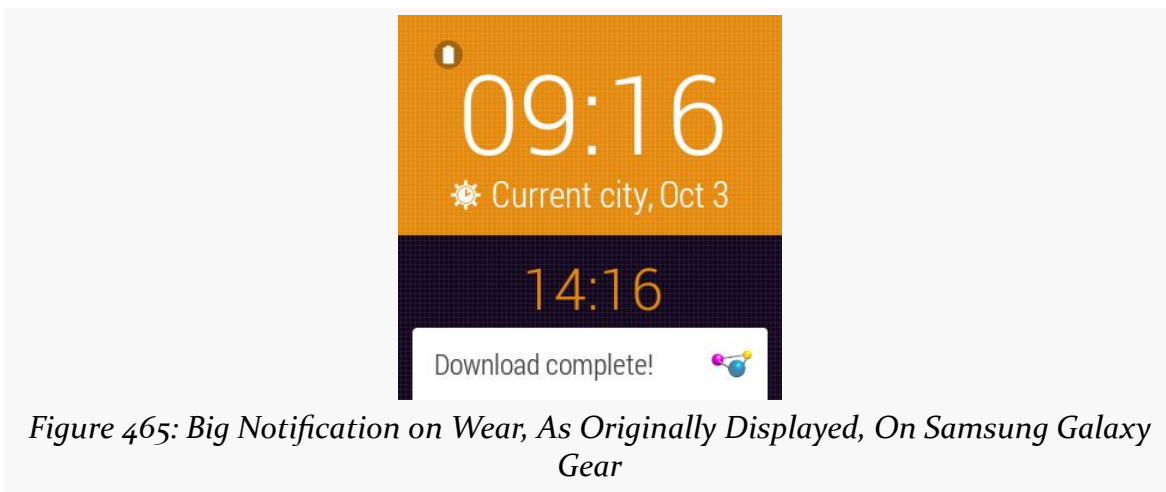 09:16
Current city, Oct 3
14:16
Download complete!
Figure 465: Big Notification on Wear, As Originally Displayed, On Samsung Galaxy
Gear